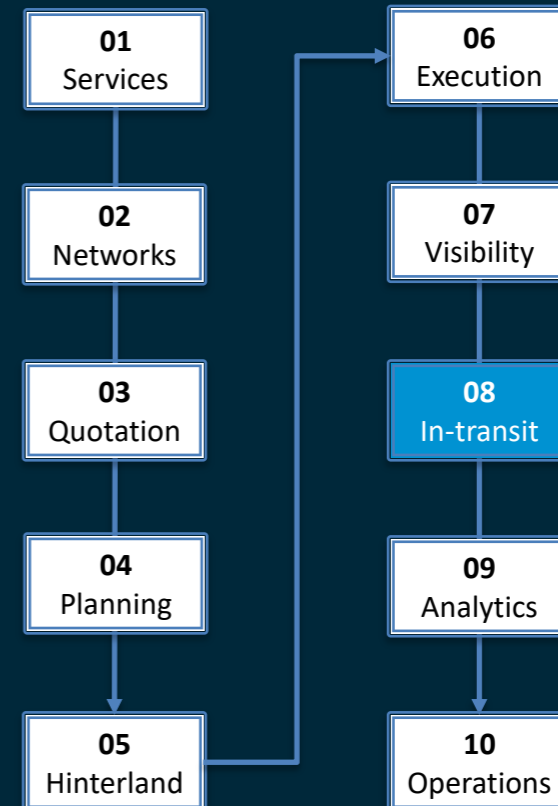 01
Services
02
Networks
03
Quotation
04
Planning
05
Hinterland
06
Execution
07
Visibility
08
In-transit
09
Analytics
10
Operations